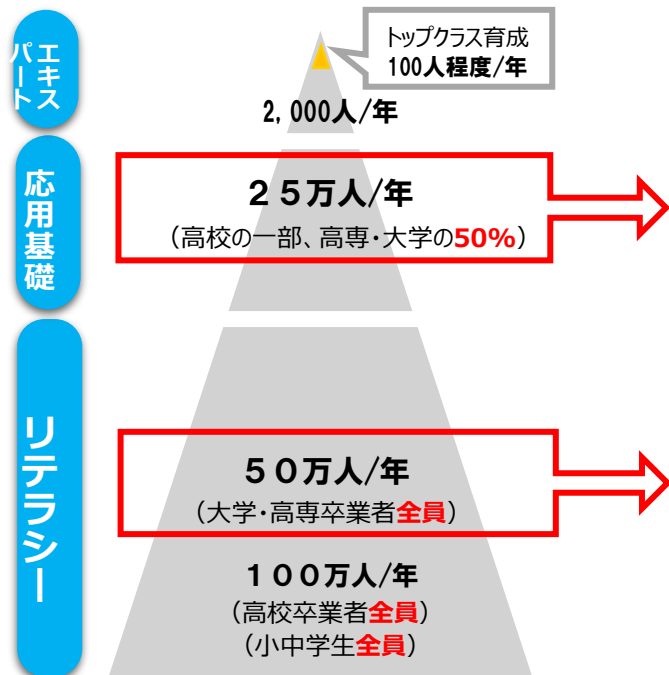 エキス
パート
トップクラス育成
100人程度/年
2,000人/年
応用基礎
２５万人/年
（高校の一部、高専・大学の50%）
リテラシー
５０万人/年
（大学・高専卒業者全員）
１００万人/年
（高校卒業者全員）
（小中学生全員）